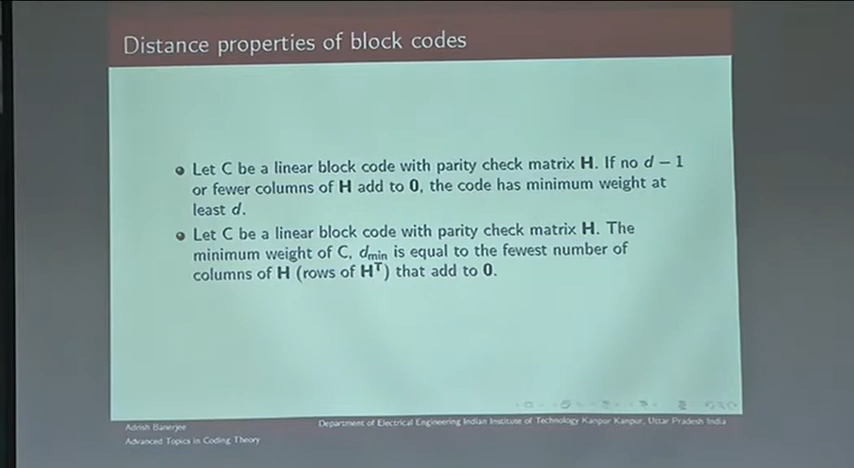 Distance properties of block codes
Let C be a linear block code with parity check matrix H. If no d − 1
or fewer columns of H add to 0, the code has minimum weight at
least d.
Let C be a linear block code with parity check matrix H. The
minimum weight of C, dmin is equal to the fewest number of
columns of H (rows of Hᵀ) that add to 0.
Adrish Banerjee
Department of Electrical Engineering Indian Institute of Technology Kanpur Kanpur, Uttar Pradesh India
Advanced Topics in Coding Theory